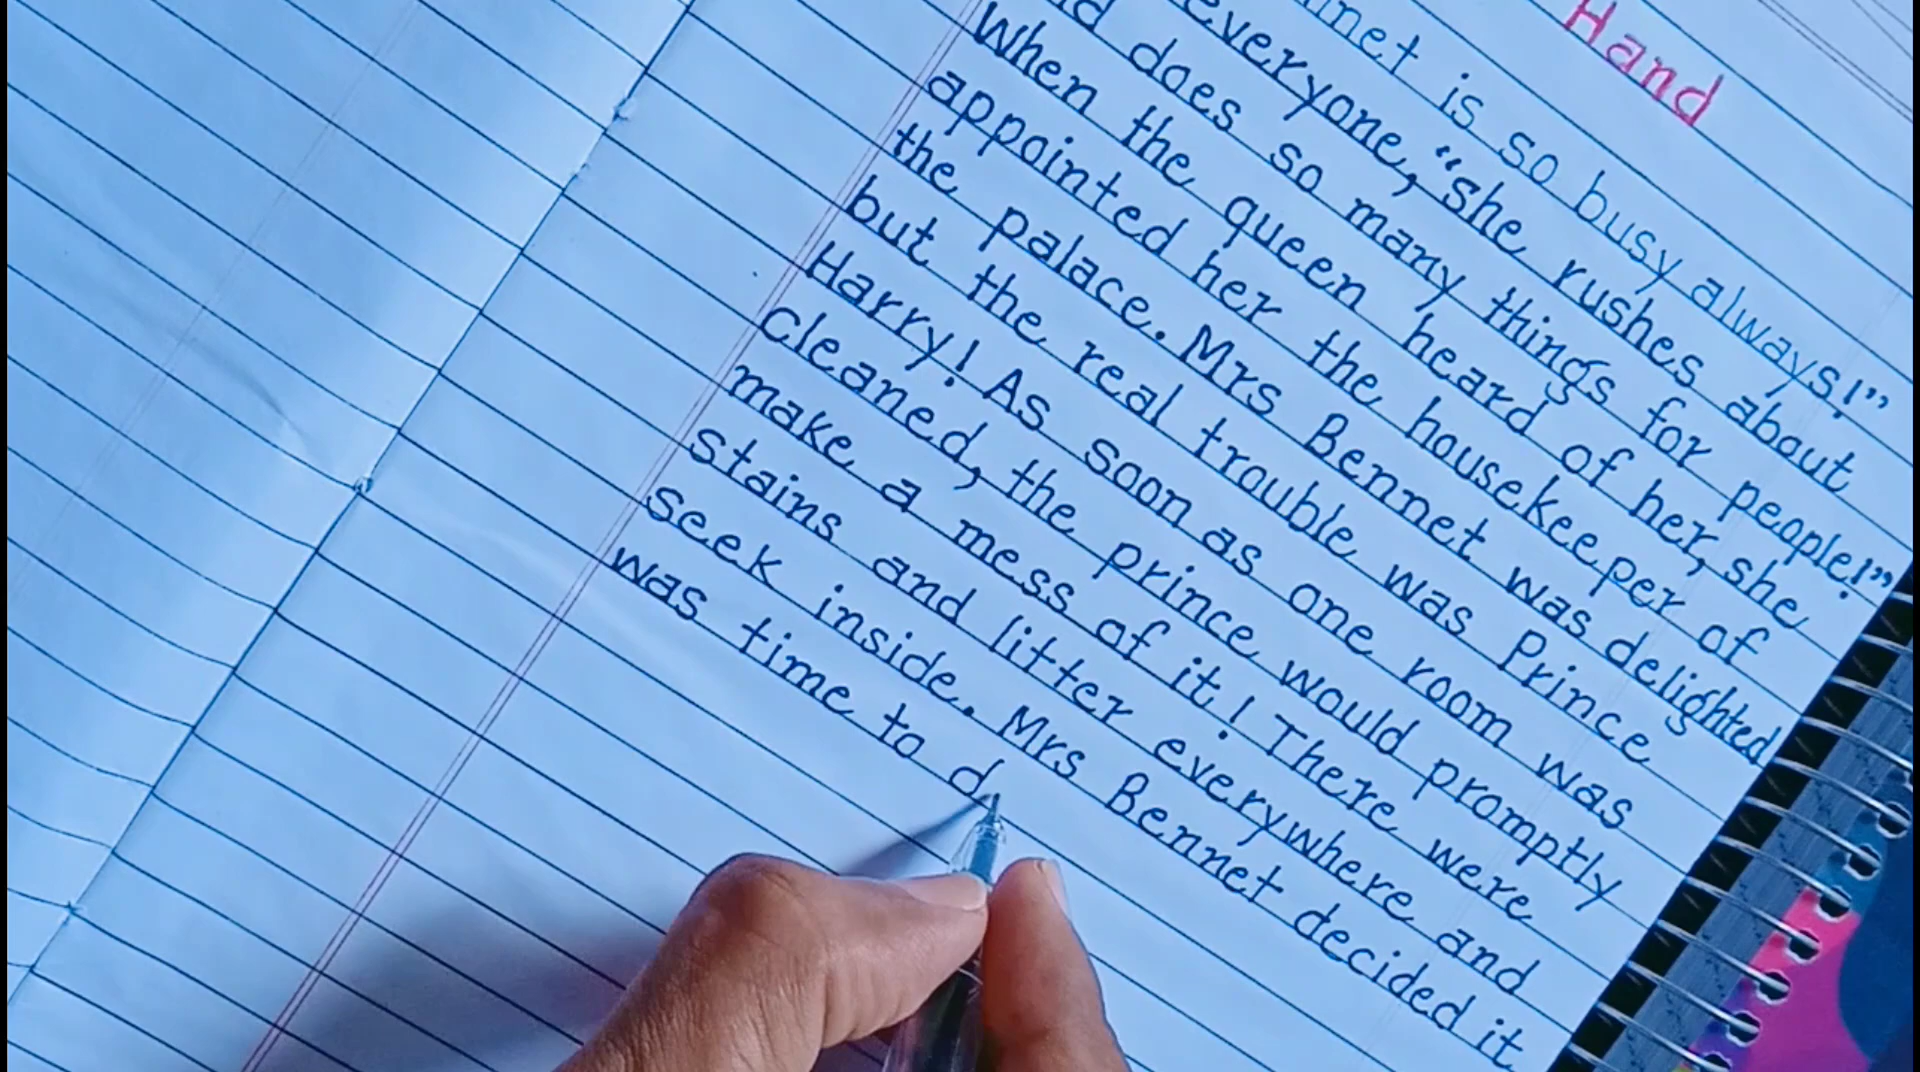 Hand
is so busy always!”
everyone, “she rushes about
does so many things for people!”
When the queen heard of her, she
appointed her the housekeeper of
the palace. Mrs Bennet was delighted
but the real trouble was Prince
Harry! As soon as one room was
cleaned, the prince would promptly
make a mess of it! There were
stains and litter everywhere and
seek inside. Mrs Bennet decided it
was time to d